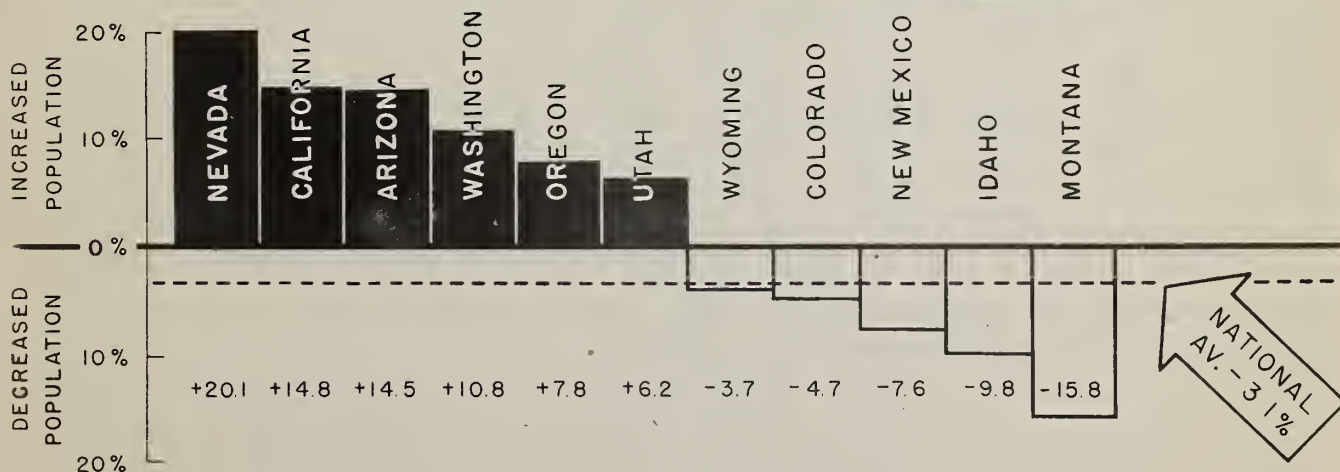 INCREASED
POPULATION
20%
10%
0%
NEVADA
CALIFORNIA
ARIZONA
WASHINGTON
OREGON
UTAH
WYOMING
COLORADO
NEW MEXICO
IDAHO
MONTANA
DECREASED
POPULATION
10%
20%
+20.1 +14.8 +14.5 +10.8 +7.8 +6.2 -3.7 -4.7 -7.6 -9.8 -15.8
NATIONAL
AV. -3 1%